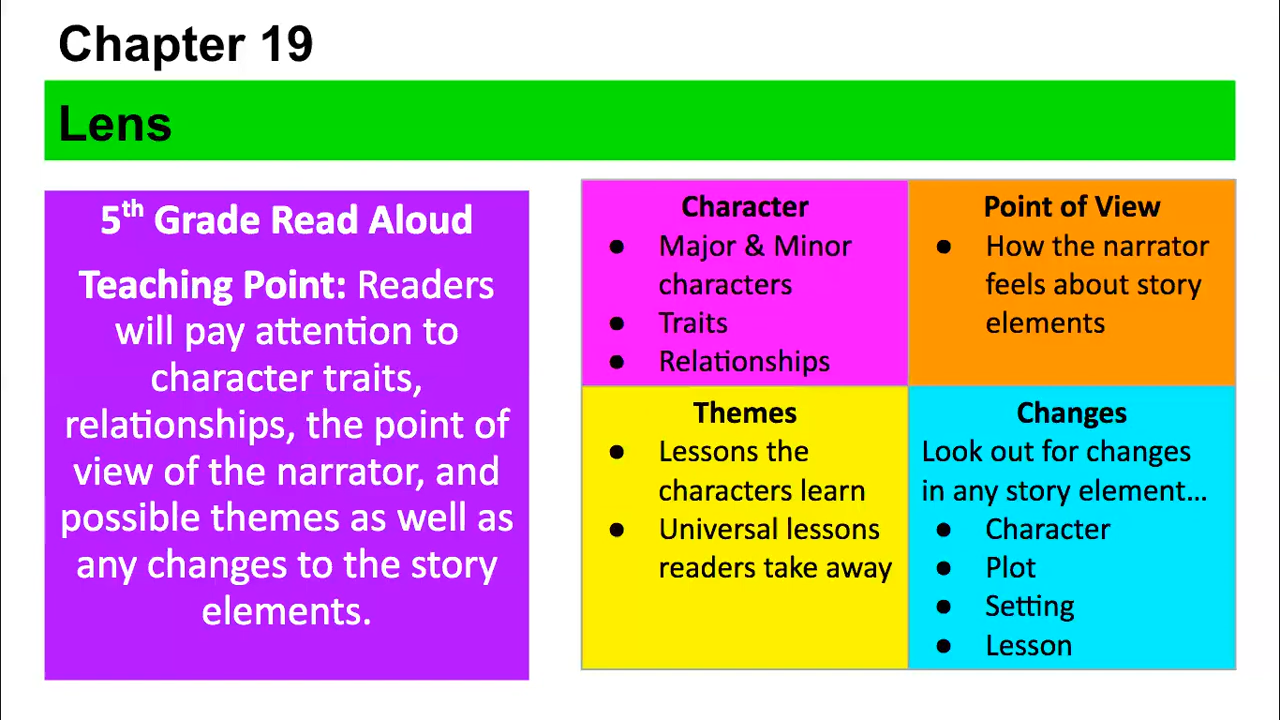 Chapter 19
Lens
5th Grade Read Aloud
Teaching Point: Readers
will pay attention to
character traits,
relationships, the point of
view of the narrator, and
possible themes as well as
any changes to the story
elements.
Character
● Major & Minor
characters
● Traits
● Relationships
Point of View
● How the narrator
feels about story
elements
Themes
● Lessons the
characters learn
● Universal lessons
readers take away
Changes
Look out for changes
in any story element...
● Character
● Plot
● Setting
● Lesson